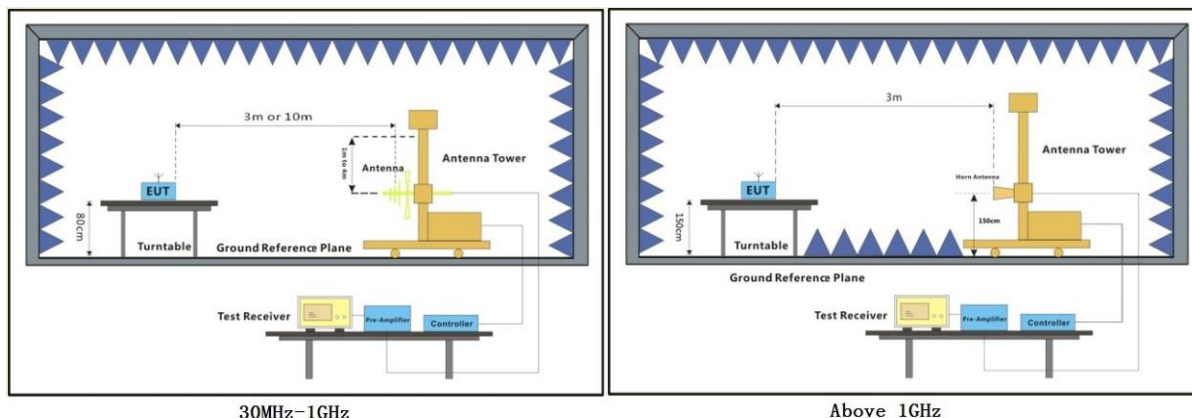 3m or 10m
1m to 4m
Antenna
Antenna Tower
EUT
80cm
Turntable
Ground Reference Plane
Test Receiver
Pre-Amplifier
Controller
30MHz-1GHz
3m
Antenna Tower
Horn Antenna
EUT
150cm
150cm
Turntable
Ground Reference Plane
Test Receiver
Pre-Amplifier
Controller
Above 1GHz